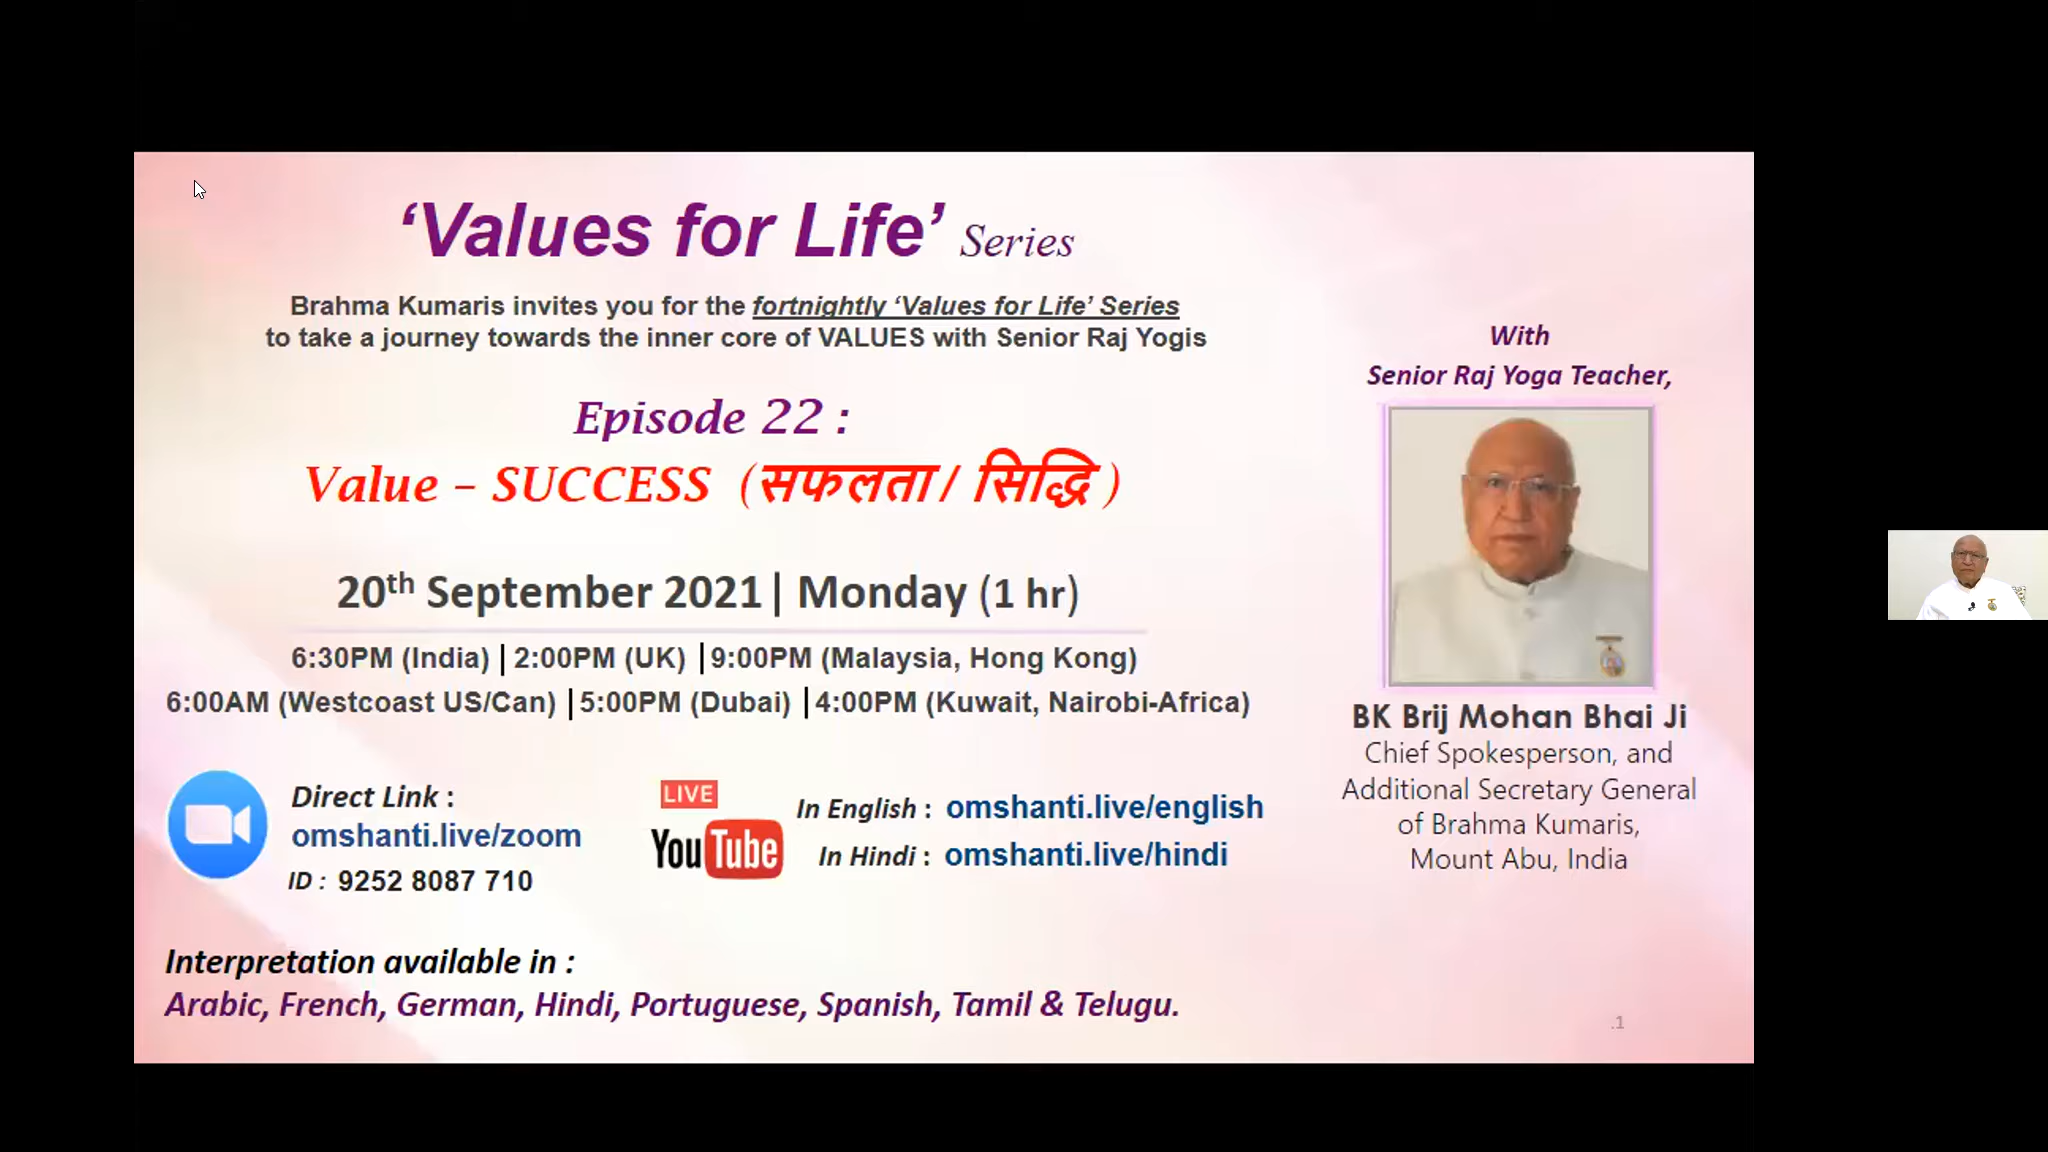 ‘Values for Life’ Series
Brahma Kumaris invites you for the fortnightly ‘Values for Life’ Series
to take a journey towards the inner core of VALUES with Senior Raj Yogis
Episode 22 :
Value – SUCCESS (सफलता / सिद्धि )
20th September 2021| Monday (1 hr)
6:30PM (India) | 2:00PM (UK) |9:00PM (Malaysia, Hong Kong)
6:00AM (Westcoast US/Can) |5:00PM (Dubai) |4:00PM (Kuwait, Nairobi-Africa)
Direct Link :
omshanti.live/zoom
ID : 9252 8087 710
LIVE
YouTube
In English : omshanti.live/english
In Hindi : omshanti.live/hindi
Interpretation available in :
Arabic, French, German, Hindi, Portuguese, Spanish, Tamil & Telugu.
With
Senior Raj Yoga Teacher,
BK Brij Mohan Bhai Ji
Chief Spokesperson, and
Additional Secretary General
of Brahma Kumaris,
Mount Abu, India
.1